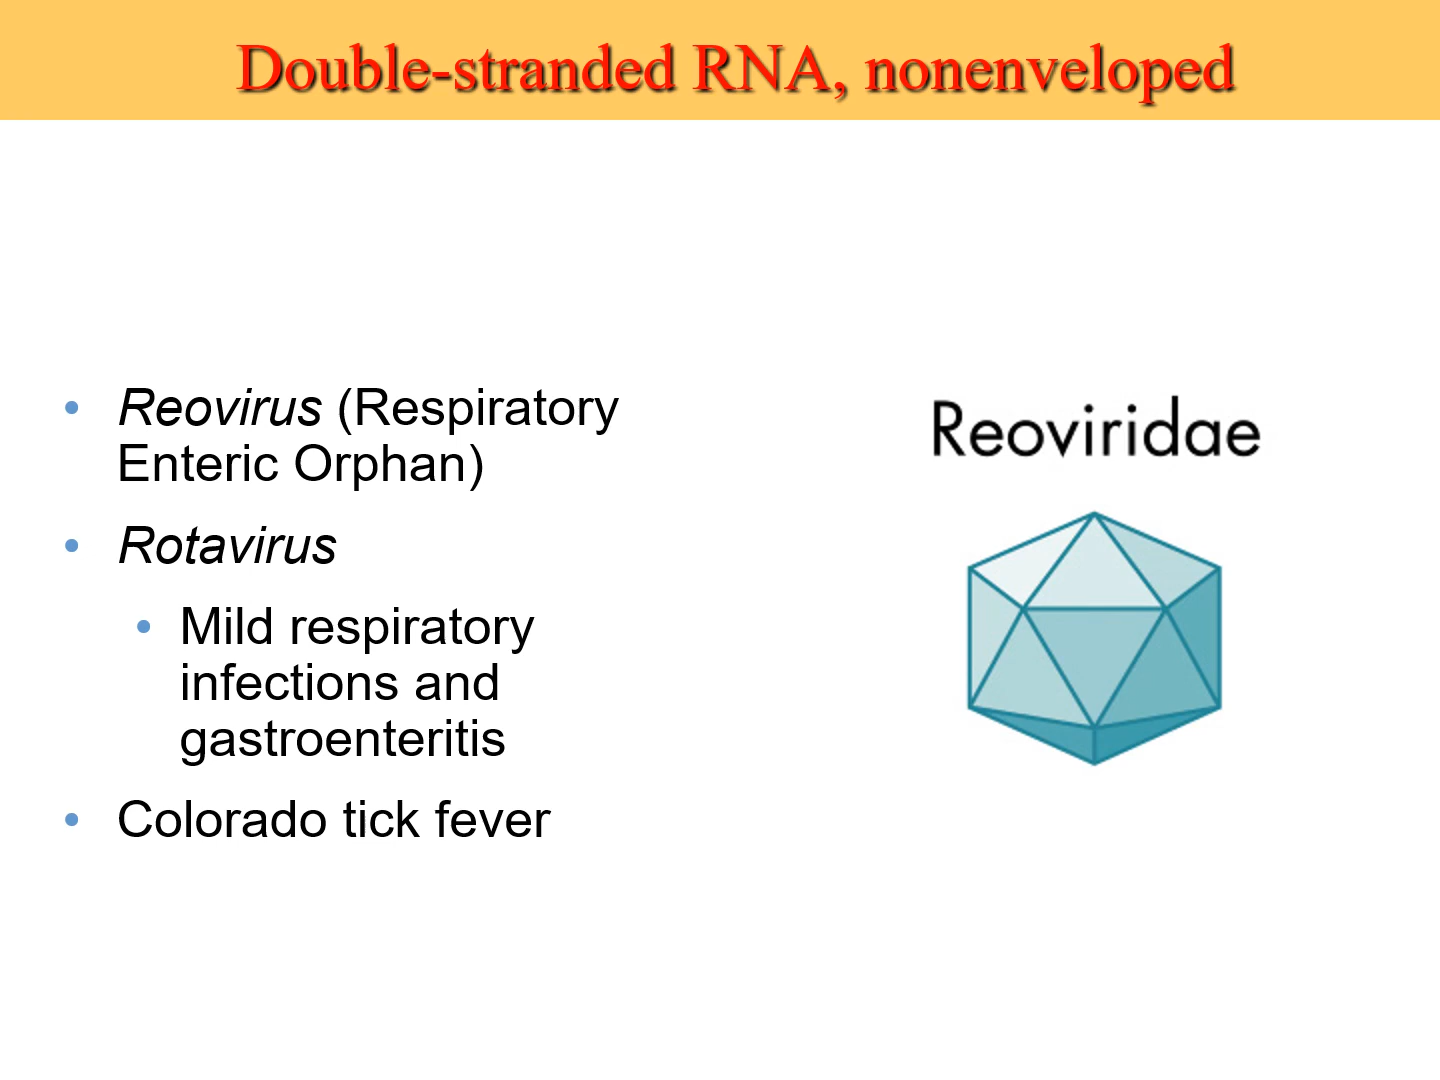 Double-stranded RNA, nonenveloped
• Reovirus (Respiratory
Enteric Orphan)
• Rotavirus
• Mild respiratory
infections and
gastroenteritis
• Colorado tick fever
Reoviridae